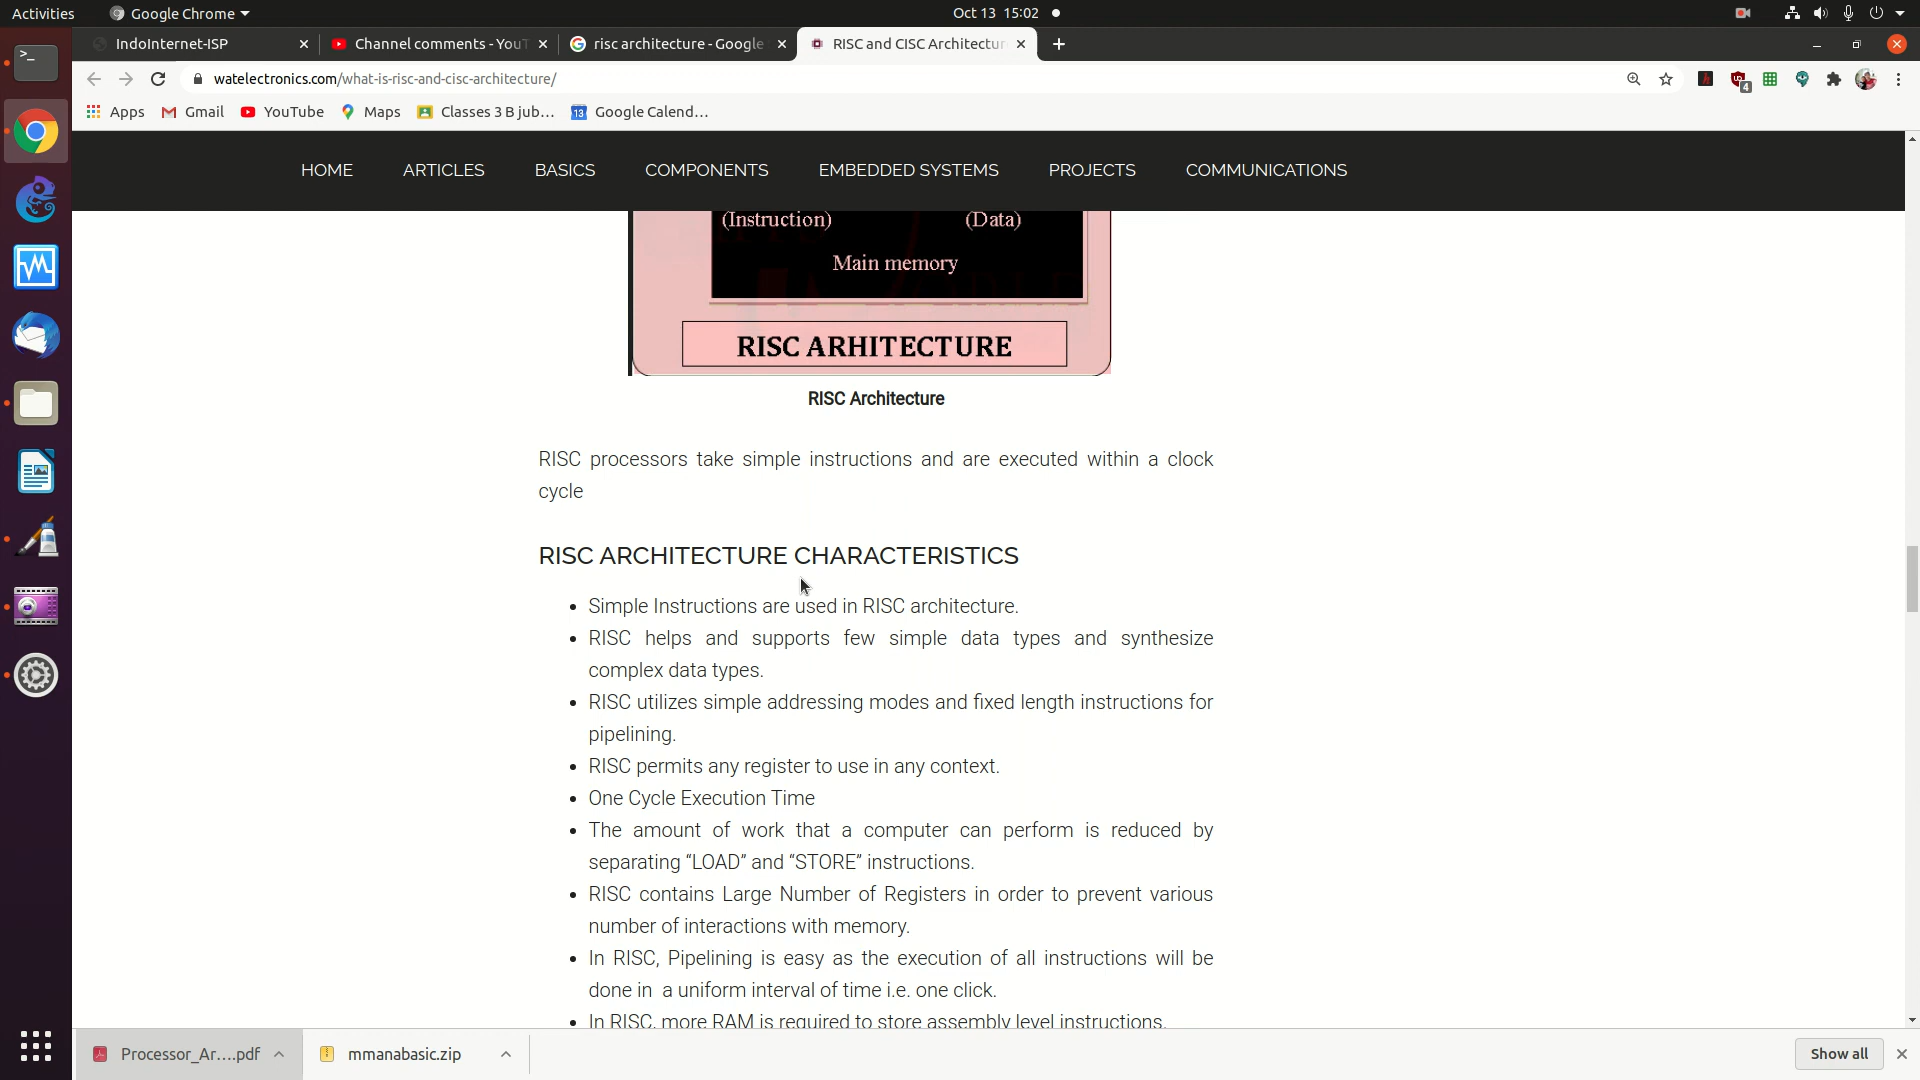 Activities
Google Chrome
Oct 13 15:02
IndoInternet-ISP
Channel comments - YouT
risc architecture - Google
RISC and CISC Architectur
watelectronics.com/what-is-risc-and-cisc-architecture/
4
Apps
Gmail
YouTube
Maps
Classes 3 B jub...
13
Google Calend...
HOME
ARTICLES
BASICS
COMPONENTS
EMBEDDED SYSTEMS
PROJECTS
COMMUNICATIONS
(Instruction)
(Data)
Main memory
RISC ARHITECTURE
RISC Architecture
RISC processors take simple instructions and are executed within a clock
cycle
RISC ARCHITECTURE CHARACTERISTICS
• Simple Instructions are used in RISC architecture.
• RISC helps and supports few simple data types and synthesize
complex data types.
• RISC utilizes simple addressing modes and fixed length instructions for
pipelining.
• RISC permits any register to use in any context.
• One Cycle Execution Time
• The amount of work that a computer can perform is reduced by
separating “LOAD” and “STORE” instructions.
• RISC contains Large Number of Registers in order to prevent various
number of interactions with memory.
• In RISC, Pipelining is easy as the execution of all instructions will be
done in a uniform interval of time i.e. one click.
• In RISC, more RAM is required to store assembly level instructions.
Processor_Ar....pdf
mmanabasic.zip
Show all